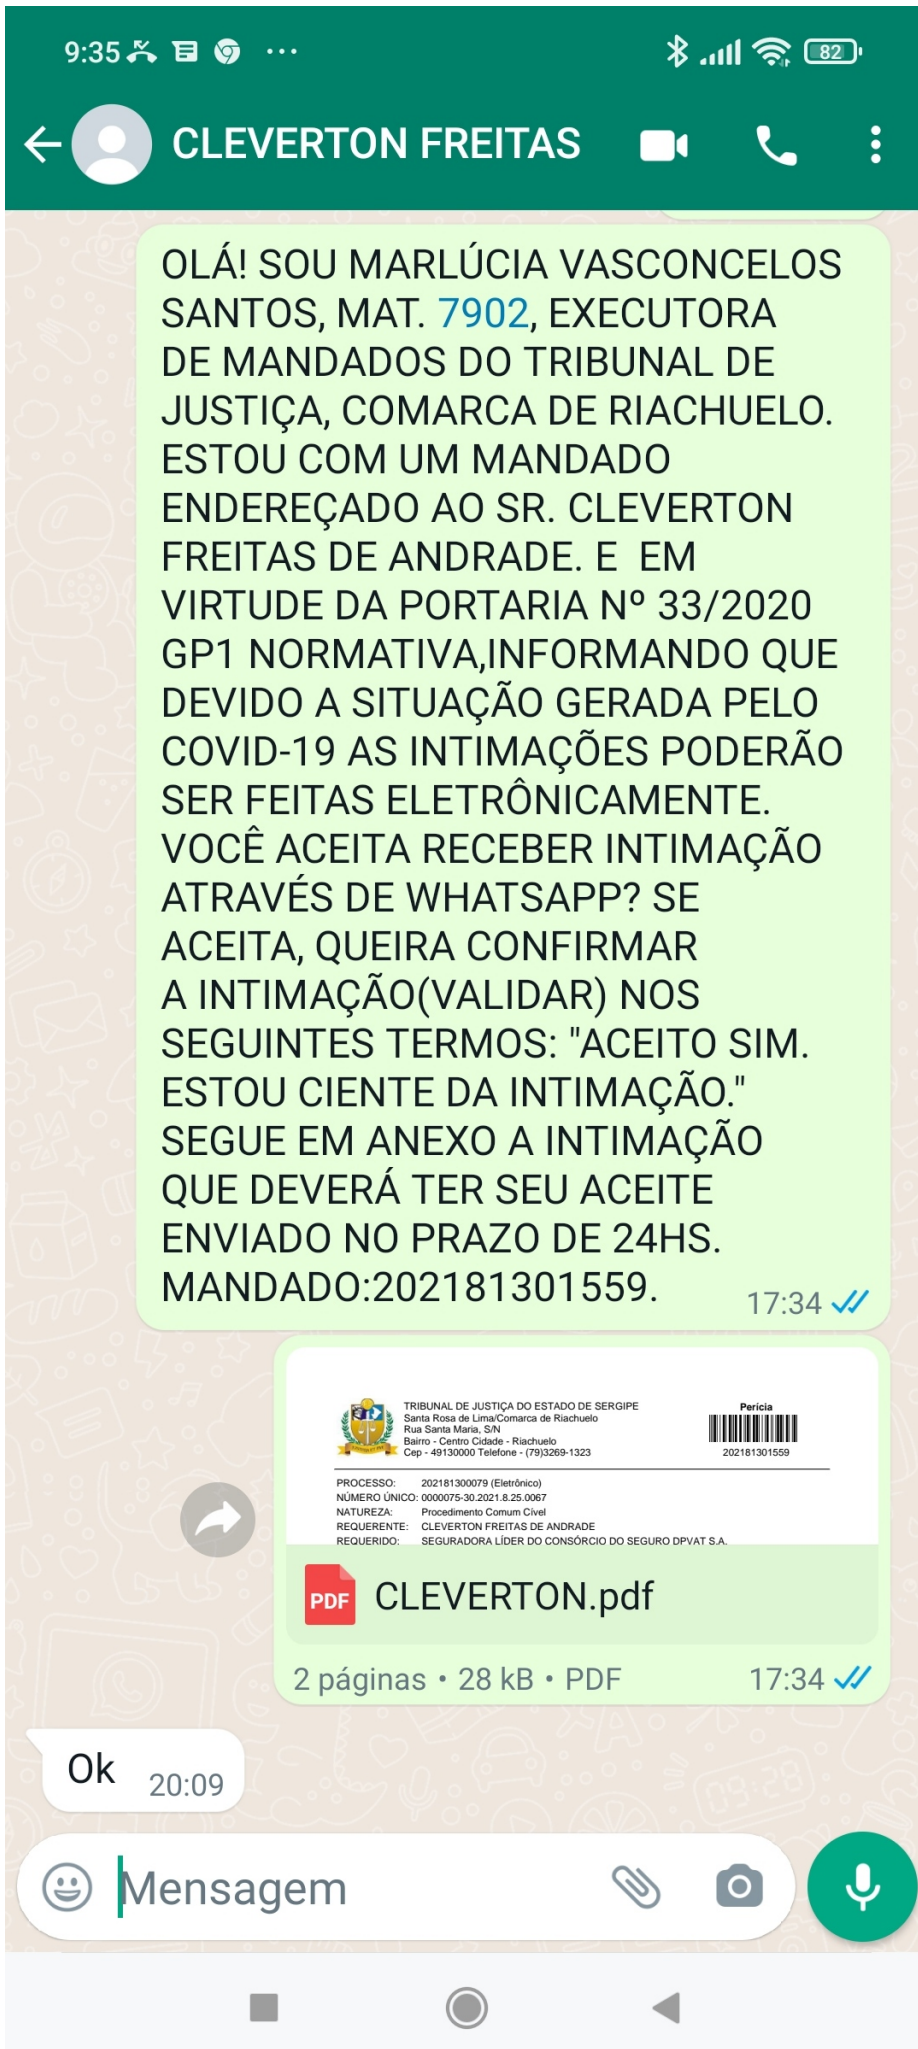 9:35
82
CLEVERTON FREITAS
OLÁ! SOU MARLÚCIA VASCONCELOS
SANTOS, MAT. 7902, EXECUTORA
DE MANDADOS DO TRIBUNAL DE
JUSTIÇA, COMARCA DE RIACHUELO.
ESTOU COM UM MANDADO
ENDEREÇADO AO SR. CLEVERTON
FREITAS DE ANDRADE. E  EM
VIRTUDE DA PORTARIA Nº 33/2020
GP1 NORMATIVA,INFORMANDO QUE
DEVIDO A SITUAÇÃO GERADA PELO
COVID-19 AS INTIMAÇÕES PODERÃO
SER FEITAS ELETRÔNICAMENTE.
VOCÊ ACEITA RECEBER INTIMAÇÃO
ATRAVÉS DE WHATSAPP? SE
ACEITA, QUEIRA CONFIRMAR
A INTIMAÇÃO(VALIDAR) NOS
SEGUINTES TERMOS: "ACEITO SIM.
ESTOU CIENTE DA INTIMAÇÃO."
SEGUE EM ANEXO A INTIMAÇÃO
QUE DEVERÁ TER SEU ACEITE
ENVIADO NO PRAZO DE 24HS.
MANDADO:202181301559.
17:34
TRIBUNAL DE JUSTIÇA DO ESTADO DE SERGIPE
Santa Rosa de Lima/Comarca de Riachuelo
Rua Santa Maria, S/N
Bairro - Centro Cidade - Riachuelo
Cep - 49130000 Telefone - (79)3269-1323
Perícia
202181301559
PROCESSO: 202181300079 (Eletrônico)
NÚMERO ÚNICO: 0000075-30.2021.8.25.0067
NATUREZA: Procedimento Comum Cível
REQUERENTE: CLEVERTON FREITAS DE ANDRADE
REQUERIDO: SEGURADORA LÍDER DO CONSÓRCIO DO SEGURO DPVAT S.A.
PDF
CLEVERTON.pdf
2 páginas • 28 kB • PDF
17:34
Ok
20:09
Mensagem